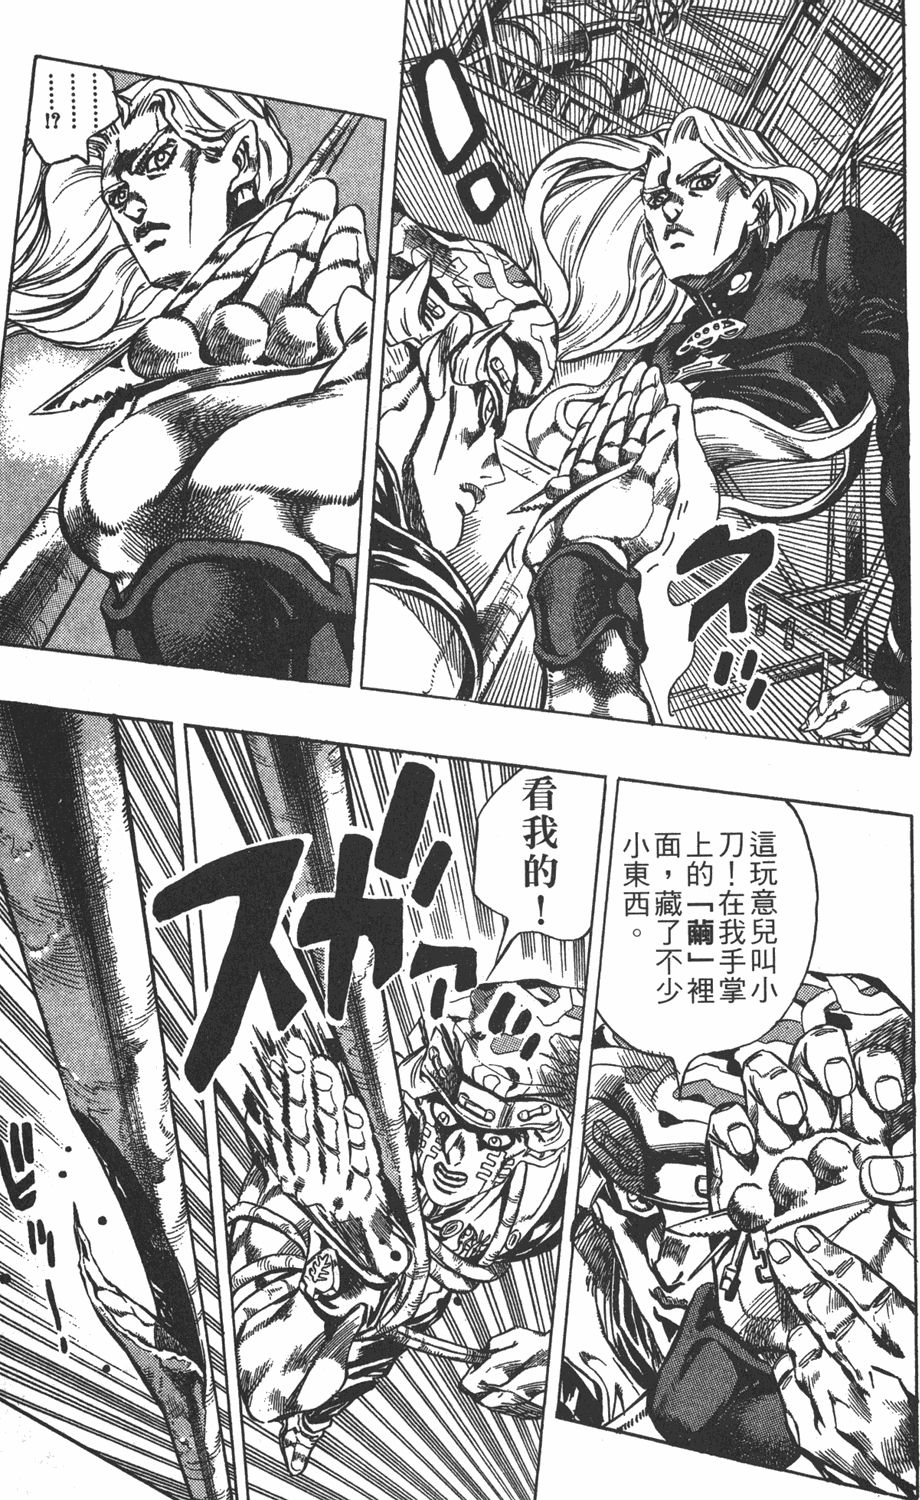 !
ズッ
………………
!?
這玩意兒叫小
刀！在我手掌
上的「繭」裡
面，藏了不少
小東西。
看我的！
スガッ